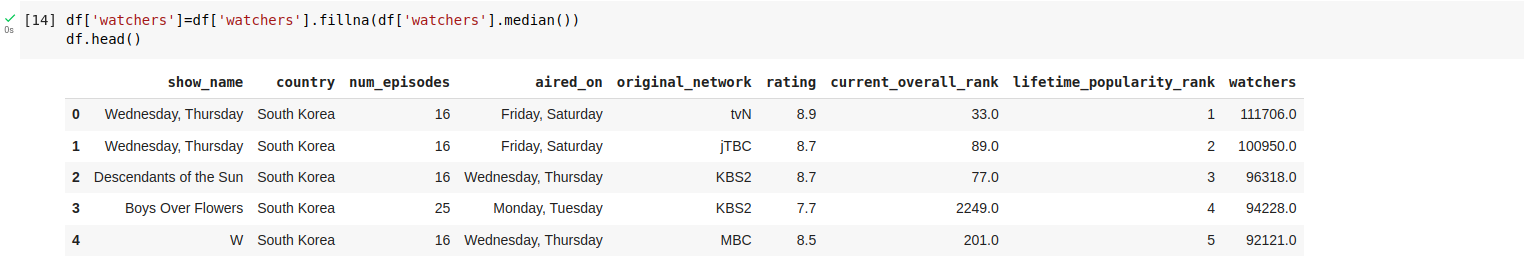 [14] df['watchers']=df['watchers'].fillna(df['watchers'].median())
0s
df.head()
show_name country num_episodes aired_on original_network rating current_overall_rank lifetime_popularity_rank watchers
0 Wednesday, Thursday South Korea 16 Friday, Saturday tvN 8.9 33.0 1 111706.0
1 Wednesday, Thursday South Korea 16 Friday, Saturday jTBC 8.7 89.0 2 100950.0
2 Descendants of the Sun South Korea 16 Wednesday, Thursday KBS2 8.7 77.0 3 96318.0
3 Boys Over Flowers South Korea 25 Monday, Tuesday KBS2 7.7 2249.0 4 94228.0
4 W South Korea 16 Wednesday, Thursday MBC 8.5 201.0 5 92121.0